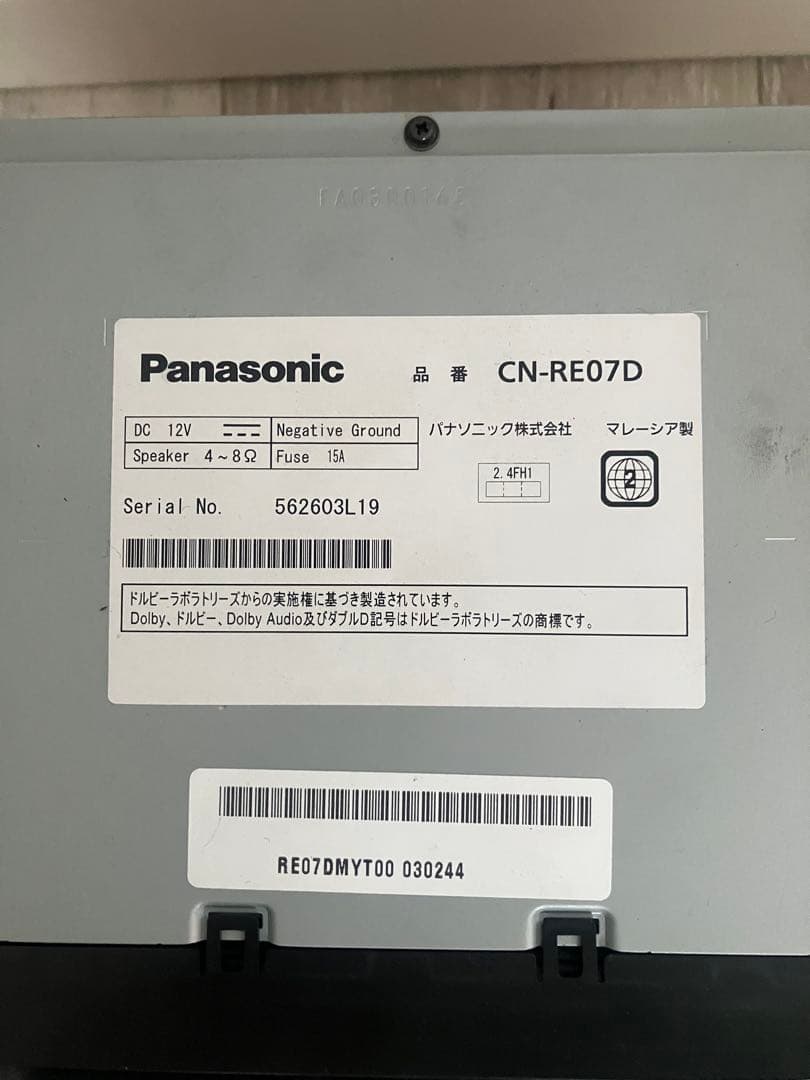 Panasonic 品番 CN-RE07D
DC 12V Negative Ground パナソニック株式会社 マレーシア製
Speaker 4～8Ω Fuse 15A
2.4FH1
2
Serial No. 562603L19
ドルビーラボラトリーズからの実施権に基づき製造されています。
Dolby、ドルビー、Dolby Audio及びダブルD記号はドルビーラボラトリーズの商標です。
RE07DMYT00 030244